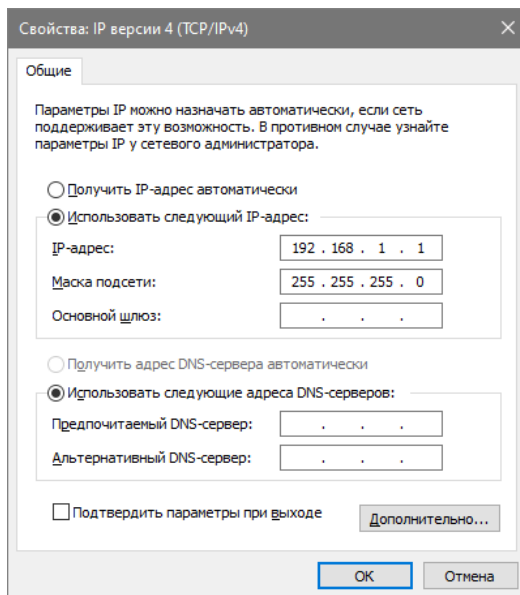 Свойства: IP версии 4 (TCP/IPv4)
Общие
Параметры IP можно назначать автоматически, если сеть
поддерживает эту возможность. В противном случае узнайте
параметры IP у сетевого администратора.
Получить IP-адрес автоматически
Использовать следующий IP-адрес:
IP-адрес: 192 . 168 . 1 . 1
Маска подсети: 255 . 255 . 255 . 0
Основной шлюз: . . .
Получить адрес DNS-сервера автоматически
Использовать следующие адреса DNS-серверов:
Предпочитаемый DNS-сервер: . . .
Альтернативный DNS-сервер: . . .
Подтвердить параметры при выходе
Дополнительно...
ОК Отмена